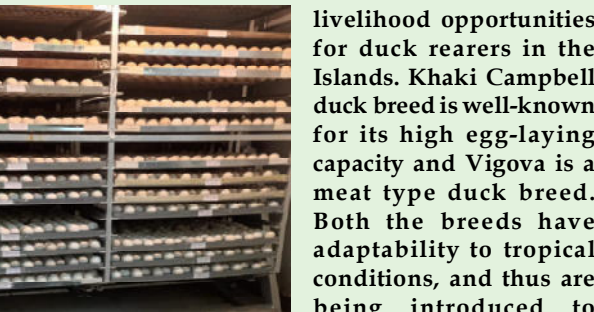 livelihood opportunities
for duck rearers in the
Islands. Khaki Campbell
duck breed is well-known
for its high egg-laying
capacity and Vigova is a
meat type duck breed.
Both the breeds have
adaptability to tropical
conditions, and thus are
being introduced to